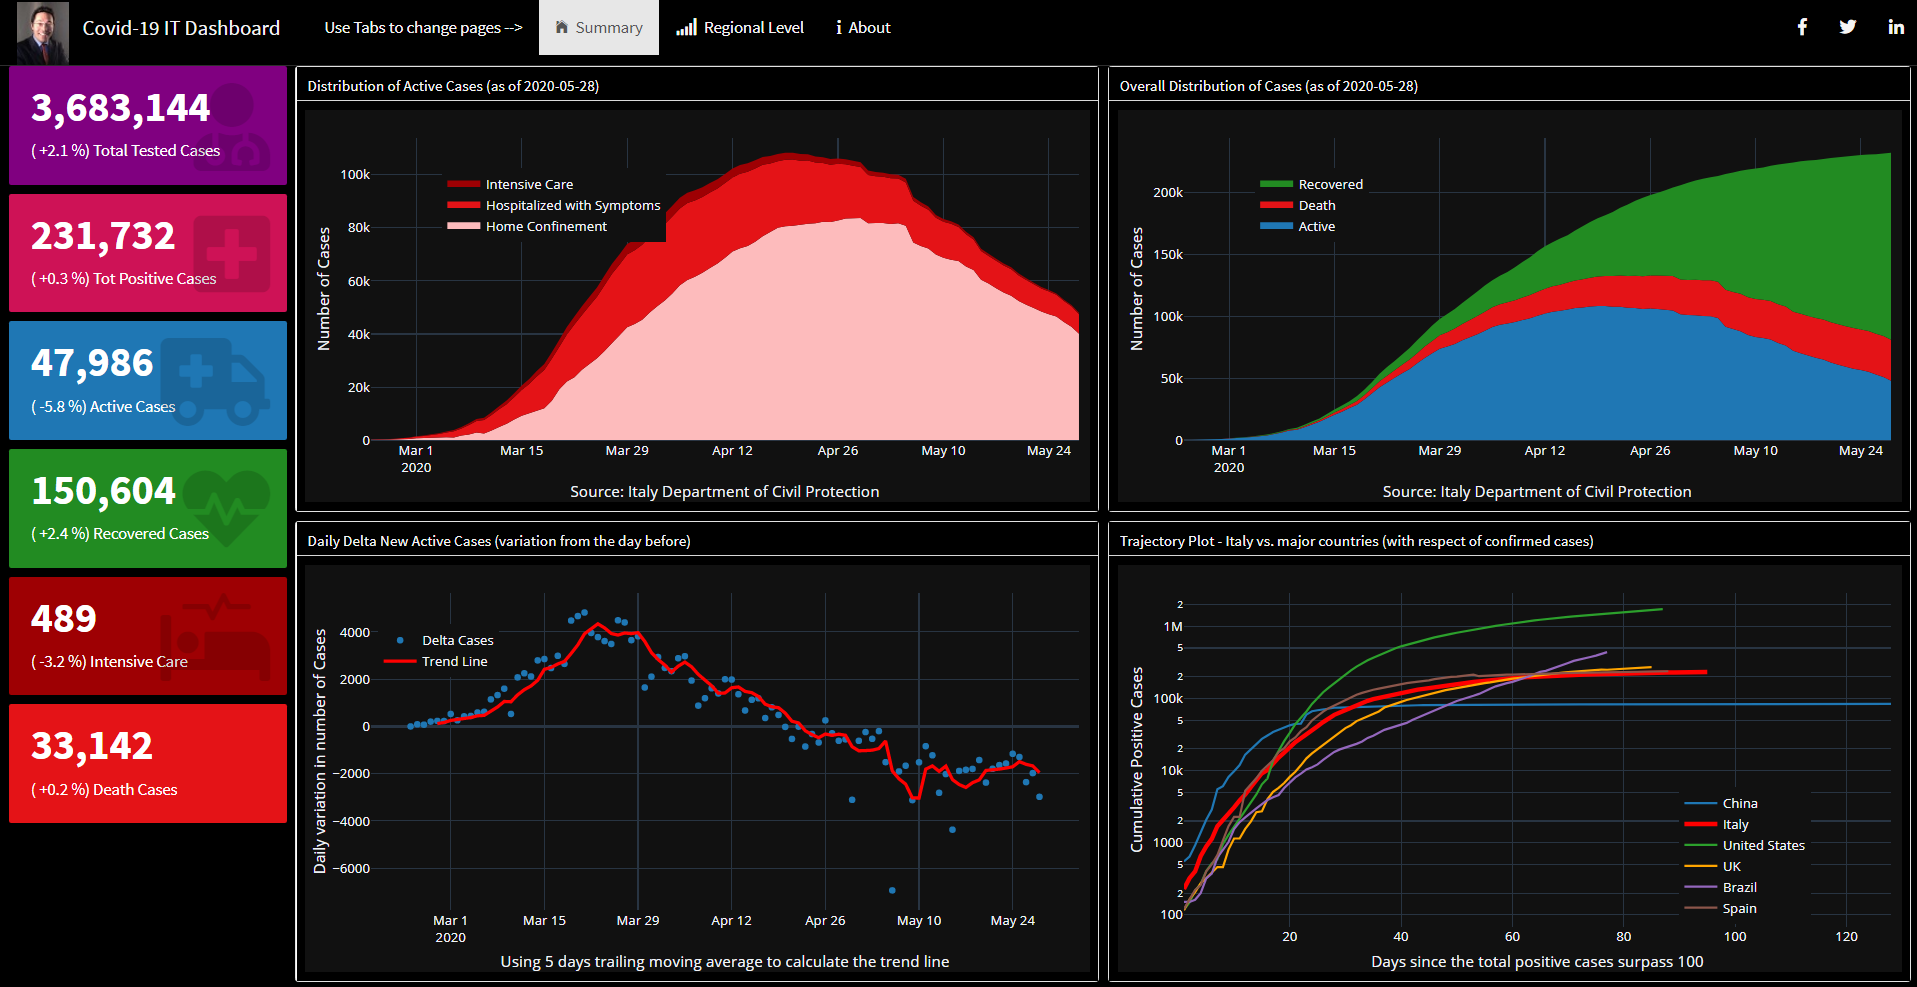 Covid-19 IT Dashboard
Use Tabs to change pages -->
Summary
Regional Level
About
3,683,144
( +2.1 %) Total Tested Cases
231,732
( +0.3 %) Tot Positive Cases
47,986
( -5.8 %) Active Cases
150,604
( +2.4 %) Recovered Cases
489
( -3.2 %) Intensive Care
33,142
( +0.2 %) Death Cases
Distribution of Active Cases (as of 2020-05-28)
Number of Cases
100k
80k
60k
40k
20k
0
Intensive Care
Hospitalized with Symptoms
Home Confinement
Mar 1 Mar 15 Mar 29 Apr 12 Apr 26 May 10 May 24
2020
Source: Italy Department of Civil Protection
Overall Distribution of Cases (as of 2020-05-28)
Number of Cases
200k
150k
100k
50k
0
Recovered
Death
Active
Mar 1 Mar 15 Mar 29 Apr 12 Apr 26 May 10 May 24
2020
Source: Italy Department of Civil Protection
Daily Delta New Active Cases (variation from the day before)
Daily variation in number of Cases
4000
2000
0
−2000
−4000
−6000
Delta Cases
Trend Line
Mar 1 Mar 15 Mar 29 Apr 12 Apr 26 May 10 May 24
2020
Using 5 days trailing moving average to calculate the trend line
Trajectory Plot - Italy vs. major countries (with respect of confirmed cases)
Cumulative Positive Cases
2
1M
5
2
100k
5
2
10k
5
2
1000
5
2
100
China
Italy
United States
UK
Brazil
Spain
20 40 60 80 100 120
Days since the total positive cases surpass 100